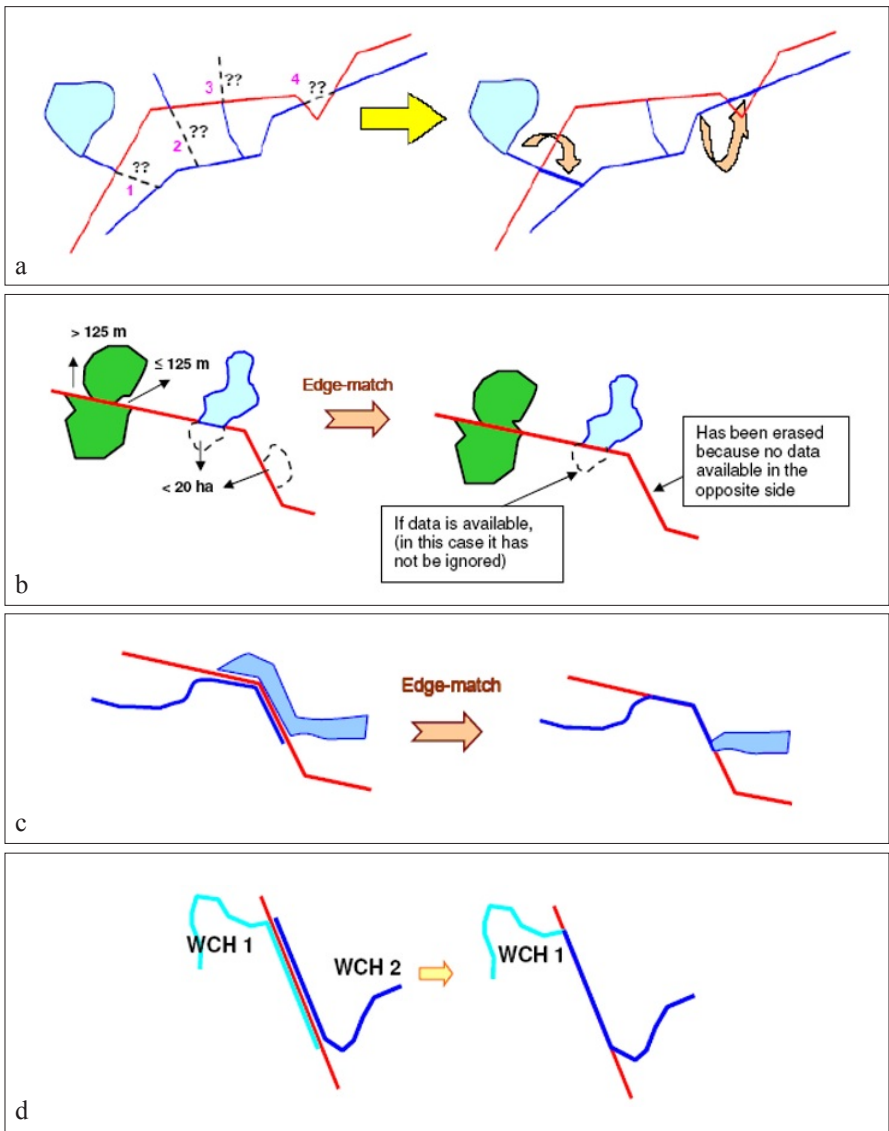 4
??
3
??
??
2
??
1
a
> 125 m
≤ 125 m
Edge-match
< 20 ha
Has been erased
because no data
available in the
opposite side
If data is available,
(in this case it has
not be ignored)
b
Edge-match
c
WCH 1
WCH 2
WCH 1
d